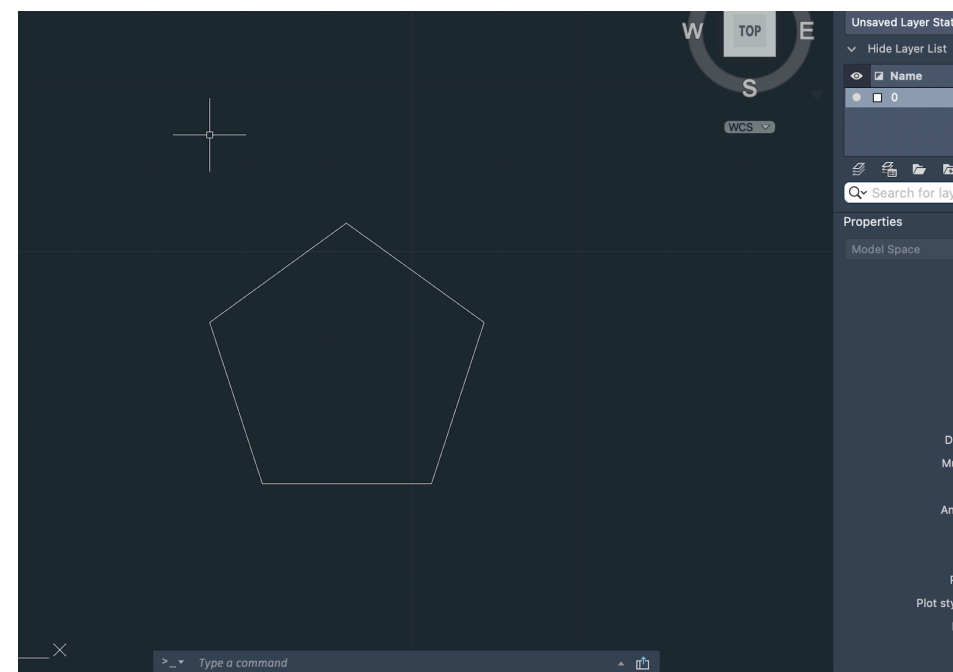 W TOP E
Unsaved Layer Stat
Hide Layer List
S
Name
0
WCS
Search for lay
Properties
Model Space
D
M
An
Plot sty
>_ Type a command